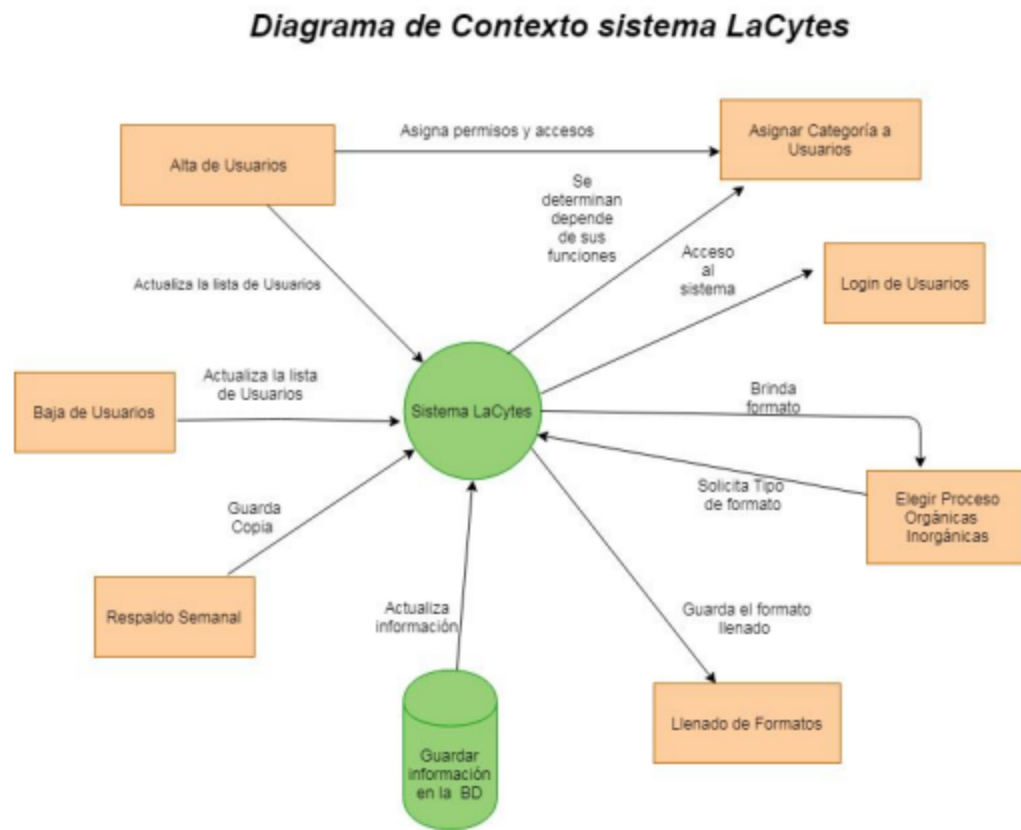 Diagrama de Contexto sistema LaCytes
Alta de Usuarios
Asigna permisos y accesos
Asignar Categoría a
Usuarios
Se
determinan
depende
de sus
funciones
Acceso
al
sistema
Login de Usuarios
Actualiza la lista de Usuarios
Baja de Usuarios
Actualiza la lista
de Usuarios
Sistema LaCytes
Brinda
formato
Solicita Tipo
de formato
Elegir Proceso
Orgánicas
Inorgánicas
Guarda
Copia
Respaldo Semanal
Actualiza
información
Guarda el formato
llenado
Llenado de Formatos
Guardar
información
en la BD